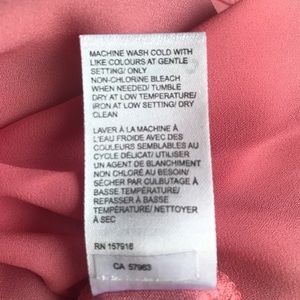 MACHINE WASH COLD WITH
LIKE COLOURS AT GENTLE
SETTING/ ONLY
NON-CHLORINE BLEACH
WHEN NEEDED/ TUMBLE
DRY AT LOW TEMPERATURE/
IRON AT LOW SETTING/ DRY
CLEAN
LAVER À LA MACHINE À
L'EAU FROIDE AVEC DES
COULEURS SEMBLABLES AU
CYCLE DÉLICAT/ UTILISER
UN AGENT DE BLANCHIMENT
NON CHLORÉ AU BESOIN/
SÉCHER PAR CULBUTAGE À
BASSE TEMPÉRATURE/
REPASSER À BASSE
TEMPÉRATURE/ NETTOYER
À SEC
RN 157916
CA 57963